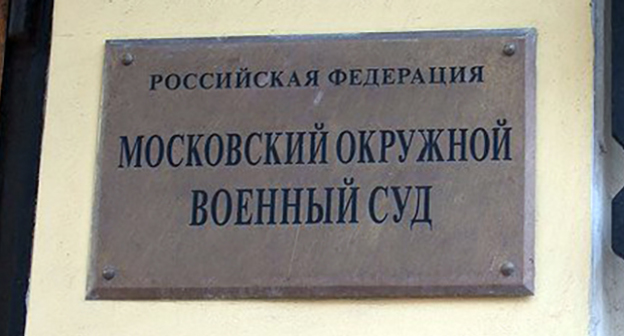 РОССИЙСКАЯ ФЕДЕРАЦИЯ
МОСКОВСКИЙ ОКРУЖНОЙ
ВОЕННЫЙ СУД